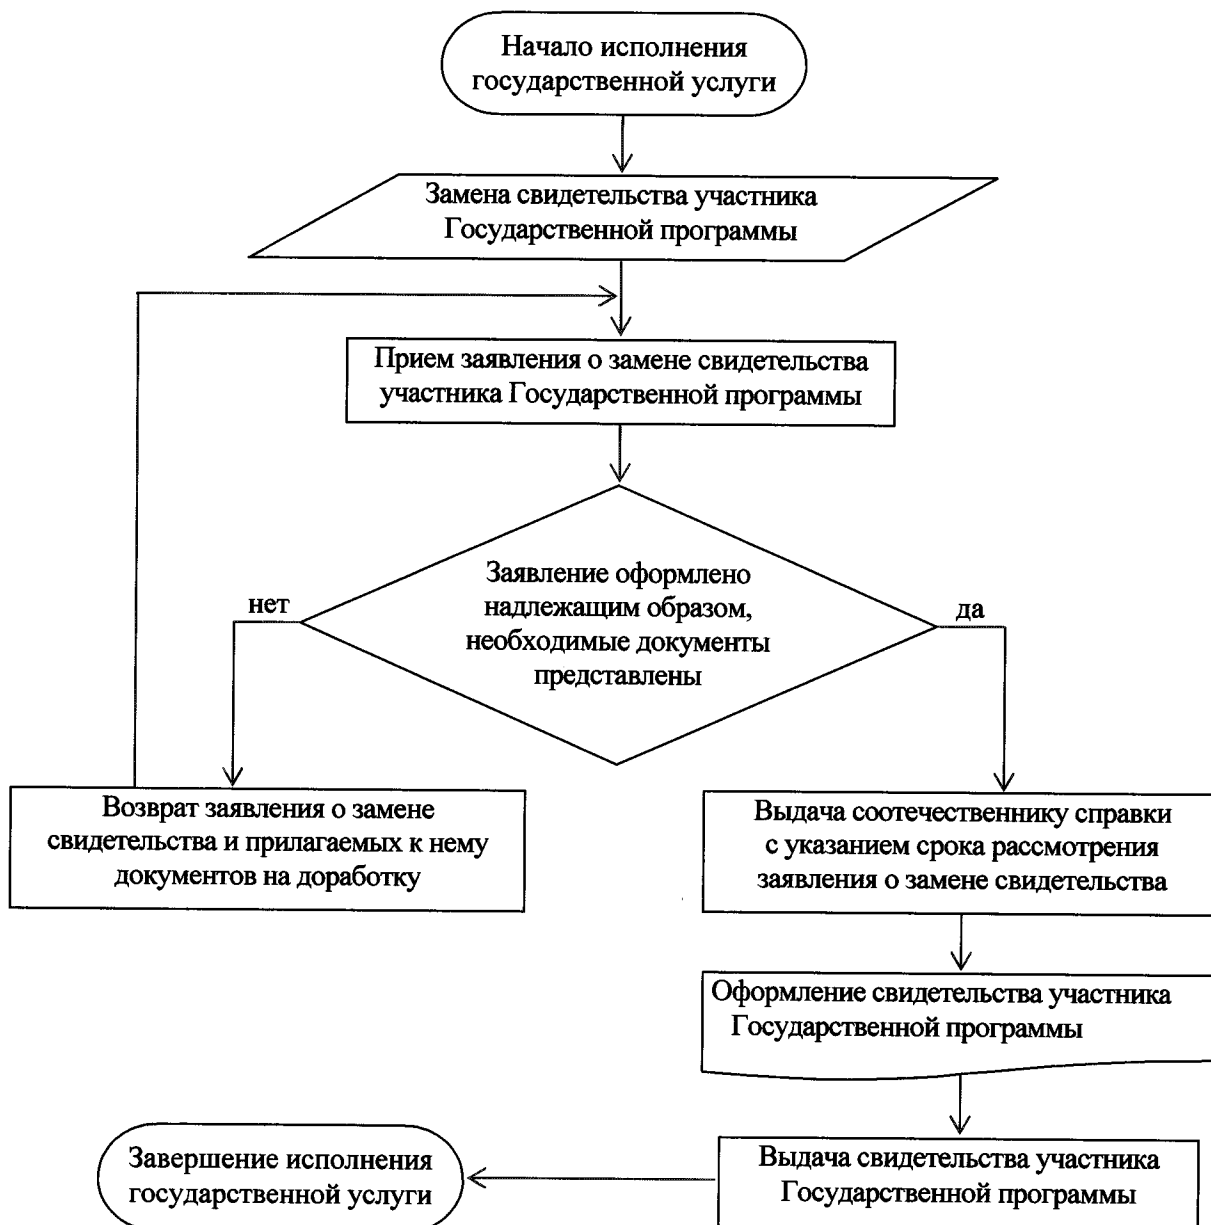 Начало исполнения
государственной услуги
Замена свидетельства участника
Государственной программы
Прием заявления о замене свидетельства
участника Государственной программы
Заявление оформлено
надлежащим образом,
необходимые документы
представлены
нет
да
Возврат заявления о замене
свидетельства и прилагаемых к нему
документов на доработку
Выдача соотечественнику справки
с указанием срока рассмотрения
заявления о замене свидетельства
Оформление свидетельства участника
Государственной программы
Выдача свидетельства участника
Государственной программы
Завершение исполнения
государственной услуги